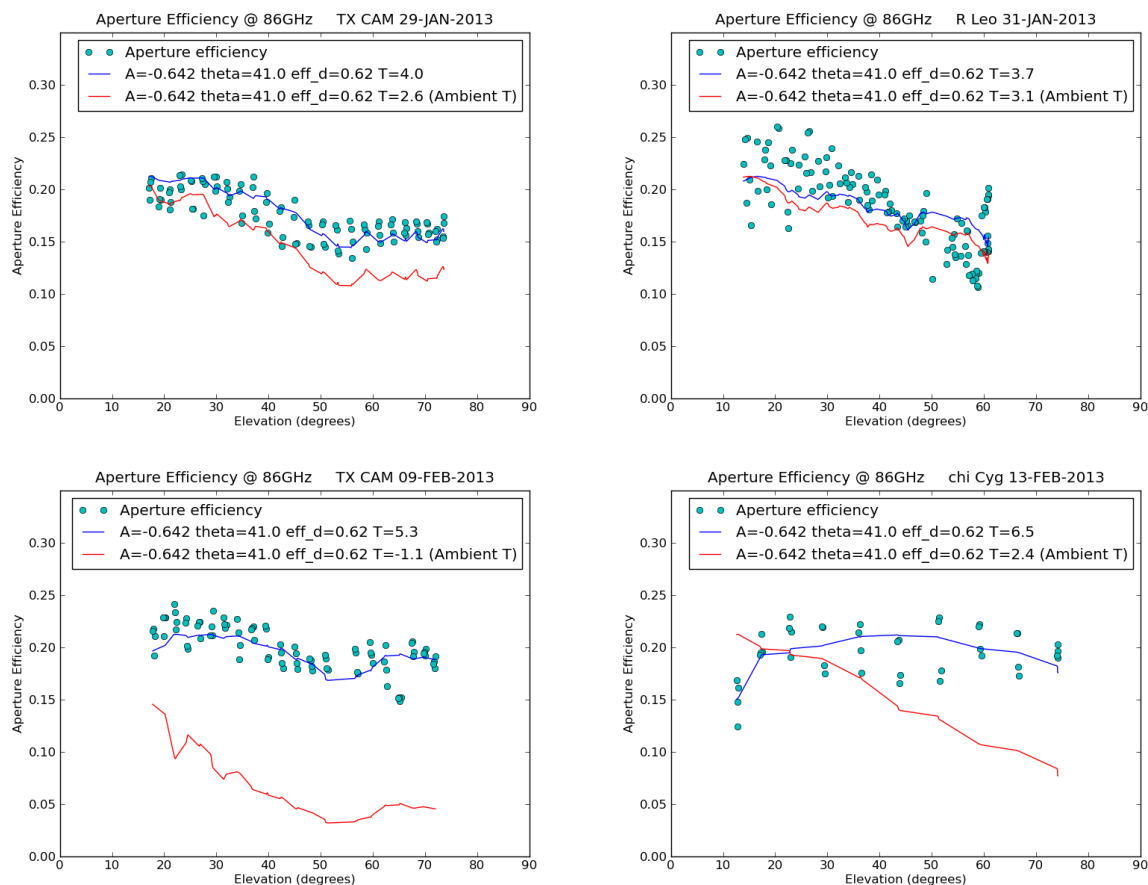 Aperture Efficiency @ 86GHz TX CAM 29-JAN-2013
Aperture efficiency
A=-0.642 theta=41.0 eff_d=0.62 T=4.0
A=-0.642 theta=41.0 eff_d=0.62 T=2.6 (Ambient T)
0.30
0.25
0.20
0.15
0.10
0.05
0.00
Aperture Efficiency
0 10 20 30 40 50 60 70 80 90
Elevation (degrees)
Aperture Efficiency @ 86GHz R Leo 31-JAN-2013
Aperture efficiency
A=-0.642 theta=41.0 eff_d=0.62 T=3.7
A=-0.642 theta=41.0 eff_d=0.62 T=3.1 (Ambient T)
0.30
0.25
0.20
0.15
0.10
0.05
0.00
Aperture Efficiency
0 10 20 30 40 50 60 70 80 90
Elevation (degrees)
Aperture Efficiency @ 86GHz TX CAM 09-FEB-2013
Aperture efficiency
A=-0.642 theta=41.0 eff_d=0.62 T=5.3
A=-0.642 theta=41.0 eff_d=0.62 T=-1.1 (Ambient T)
0.30
0.25
0.20
0.15
0.10
0.05
0.00
Aperture Efficiency
0 10 20 30 40 50 60 70 80 90
Elevation (degrees)
Aperture Efficiency @ 86GHz chi Cyg 13-FEB-2013
Aperture efficiency
A=-0.642 theta=41.0 eff_d=0.62 T=6.5
A=-0.642 theta=41.0 eff_d=0.62 T=2.4 (Ambient T)
0.30
0.25
0.20
0.15
0.10
0.05
0.00
Aperture Efficiency
0 10 20 30 40 50 60 70 80 90
Elevation (degrees)